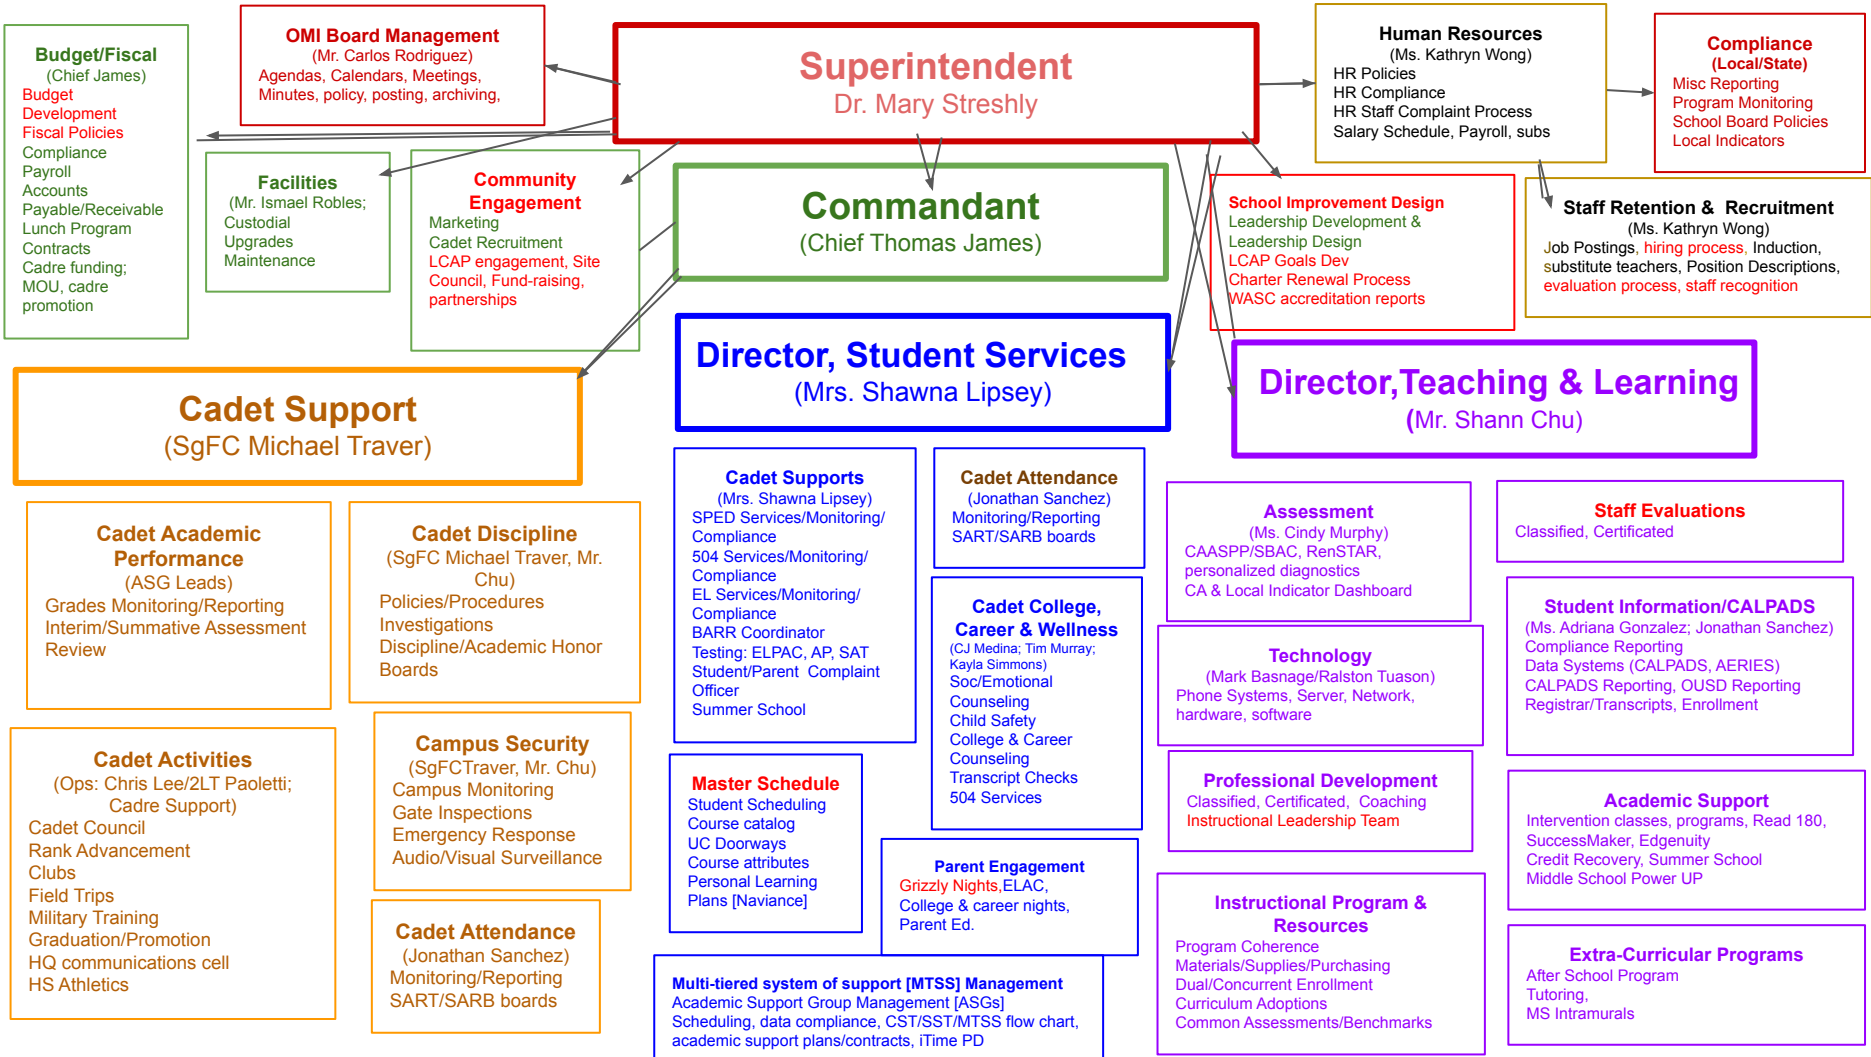 Budget/Fiscal
(Chief James)
Budget
Development
Fiscal Policies
Compliance
Payroll
Accounts
Payable/Receivable
Lunch Program
Contracts
Cadre funding;
MOU, cadre
promotion
OMI Board Management
(Mr. Carlos Rodriguez)
Agendas, Calendars, Meetings,
Minutes, policy, posting, archiving,
Superintendent
Dr. Mary Streshly
Human Resources
(Ms. Kathryn Wong)
HR Policies
HR Compliance
HR Staff Complaint Process
Salary Schedule, Payroll, subs
Compliance
(Local/State)
Misc Reporting
Program Monitoring
School Board Policies
Local Indicators
Facilities
(Mr. Ismael Robles;
Custodial
Upgrades
Maintenance
Community
Engagement
Marketing
Cadet Recruitment
LCAP engagement, Site
Council, Fund-raising,
partnerships
Commandant
(Chief Thomas James)
School Improvement Design
Leadership Development &
Leadership Design
LCAP Goals Dev
Charter Renewal Process
WASC accreditation reports
Staff Retention & Recruitment
(Ms. Kathryn Wong)
Job Postings, hiring process, Induction,
substitute teachers, Position Descriptions,
evaluation process, staff recognition
Cadet Support
(SgFC Michael Traver)
Director, Student Services
(Mrs. Shawna Lipsey)
Director,Teaching & Learning
(Mr. Shann Chu)
Cadet Academic
Performance
(ASG Leads)
Grades Monitoring/Reporting
Interim/Summative Assessment
Review
Cadet Discipline
(SgFC Michael Traver, Mr.
Chu)
Policies/Procedures
Investigations
Discipline/Academic Honor
Boards
Cadet Activities
(Ops: Chris Lee/2LT Paoletti;
Cadre Support)
Cadet Council
Rank Advancement
Clubs
Field Trips
Military Training
Graduation/Promotion
HQ communications cell
HS Athletics
Campus Security
(SgFCTraver, Mr. Chu)
Campus Monitoring
Gate Inspections
Emergency Response
Audio/Visual Surveillance
Cadet Attendance
(Jonathan Sanchez)
Monitoring/Reporting
SART/SARB boards
Cadet Supports
(Mrs. Shawna Lipsey)
SPED Services/Monitoring/
Compliance
504 Services/Monitoring/
Compliance
EL Services/Monitoring/
Compliance
BARR Coordinator
Testing: ELPAC, AP, SAT
Student/Parent Complaint
Officer
Summer School
Cadet Attendance
(Jonathan Sanchez)
Monitoring/Reporting
SART/SARB boards
Cadet College,
Career & Wellness
(CJ Medina; Tim Murray;
Kayla Simmons)
Soc/Emotional
Counseling
Child Safety
College & Career
Counseling
Transcript Checks
504 Services
Master Schedule
Student Scheduling
Course catalog
UC Doorways
Course attributes
Personal Learning
Plans [Naviance]
Parent Engagement
Grizzly Nights,ELAC,
College & career nights,
Parent Ed.
Multi-tiered system of support [MTSS] Management
Academic Support Group Management [ASGs]
Scheduling, data compliance, CST/SST/MTSS flow chart,
academic support plans/contracts, iTime PD
Assessment
(Ms. Cindy Murphy)
CAASPP/SBAC, RenSTAR,
personalized diagnostics
CA & Local Indicator Dashboard
Technology
(Mark Basnage/Ralston Tuason)
Phone Systems, Server, Network,
hardware, software
Professional Development
Classified, Certificated, Coaching
Instructional Leadership Team
Instructional Program &
Resources
Program Coherence
Materials/Supplies/Purchasing
Dual/Concurrent Enrollment
Curriculum Adoptions
Common Assessments/Benchmarks
Staff Evaluations
Classified, Certificated
Student Information/CALPADS
(Ms. Adriana Gonzalez; Jonathan Sanchez)
Compliance Reporting
Data Systems (CALPADS, AERIES)
CALPADS Reporting, OUSD Reporting
Registrar/Transcripts, Enrollment
Academic Support
Intervention classes, programs, Read 180,
SuccessMaker, Edgenuity
Credit Recovery, Summer School
Middle School Power UP
Extra-Curricular Programs
After School Program
Tutoring,
MS Intramurals